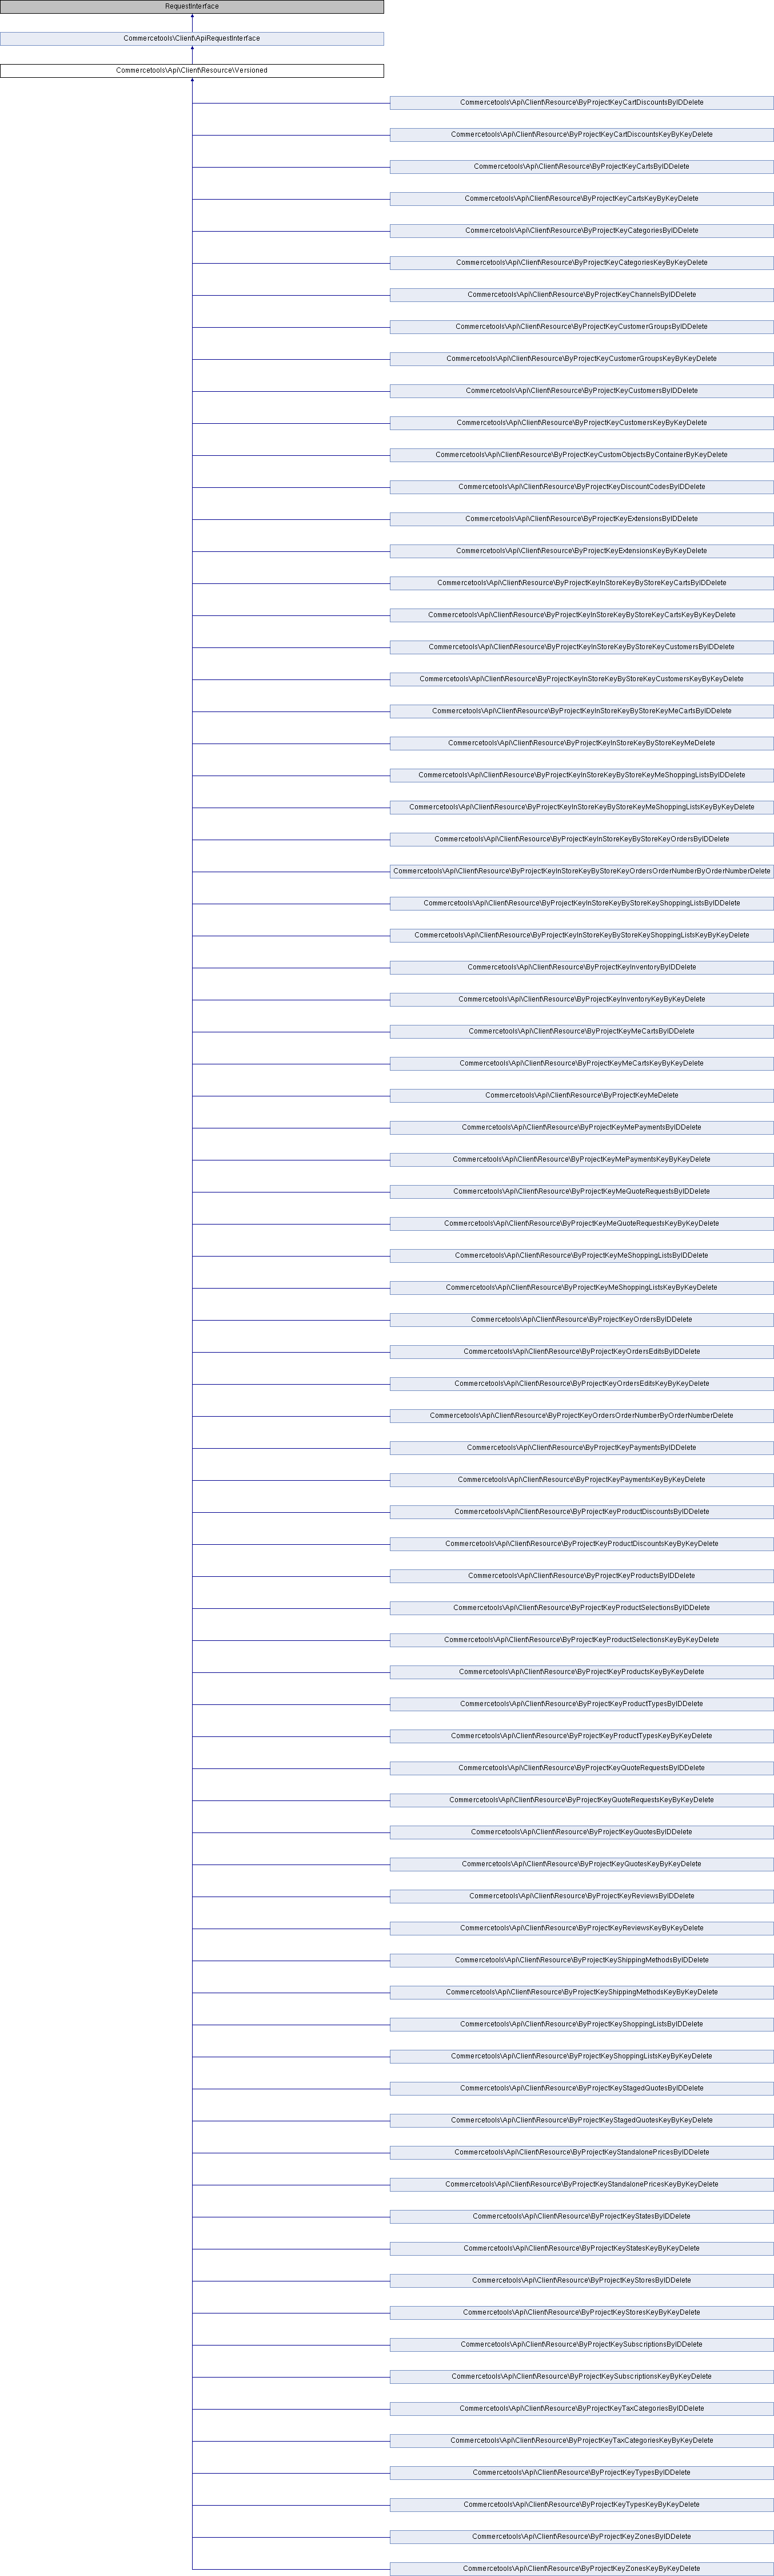 RequestInterface
Commercetools\Client\ApiRequestInterface
Commercetools\Api\Client\Resource\Versioned
Commercetools\Api\Client\Resource\ByProjectKeyCartDiscountsByIDDelete
Commercetools\Api\Client\Resource\ByProjectKeyCartDiscountsKeyByKeyDelete
Commercetools\Api\Client\Resource\ByProjectKeyCartsByIDDelete
Commercetools\Api\Client\Resource\ByProjectKeyCartsKeyByKeyDelete
Commercetools\Api\Client\Resource\ByProjectKeyCategoriesByIDDelete
Commercetools\Api\Client\Resource\ByProjectKeyCategoriesKeyByKeyDelete
Commercetools\Api\Client\Resource\ByProjectKeyChannelsByIDDelete
Commercetools\Api\Client\Resource\ByProjectKeyCustomerGroupsByIDDelete
Commercetools\Api\Client\Resource\ByProjectKeyCustomerGroupsKeyByKeyDelete
Commercetools\Api\Client\Resource\ByProjectKeyCustomersByIDDelete
Commercetools\Api\Client\Resource\ByProjectKeyCustomersKeyByKeyDelete
Commercetools\Api\Client\Resource\ByProjectKeyCustomObjectsByContainerByKeyDelete
Commercetools\Api\Client\Resource\ByProjectKeyDiscountCodesByIDDelete
Commercetools\Api\Client\Resource\ByProjectKeyExtensionsByIDDelete
Commercetools\Api\Client\Resource\ByProjectKeyExtensionsKeyByKeyDelete
Commercetools\Api\Client\Resource\ByProjectKeyInStoreKeyByStoreKeyCartsByIDDelete
Commercetools\Api\Client\Resource\ByProjectKeyInStoreKeyByStoreKeyCartsKeyByKeyDelete
Commercetools\Api\Client\Resource\ByProjectKeyInStoreKeyByStoreKeyCustomersByIDDelete
Commercetools\Api\Client\Resource\ByProjectKeyInStoreKeyByStoreKeyCustomersKeyByKeyDelete
Commercetools\Api\Client\Resource\ByProjectKeyInStoreKeyByStoreKeyMeCartsByIDDelete
Commercetools\Api\Client\Resource\ByProjectKeyInStoreKeyByStoreKeyMeDelete
Commercetools\Api\Client\Resource\ByProjectKeyInStoreKeyByStoreKeyMeShoppingListsByIDDelete
Commercetools\Api\Client\Resource\ByProjectKeyInStoreKeyByStoreKeyMeShoppingListsKeyByKeyDelete
Commercetools\Api\Client\Resource\ByProjectKeyInStoreKeyByStoreKeyOrdersByIDDelete
Commercetools\Api\Client\Resource\ByProjectKeyInStoreKeyByStoreKeyOrdersOrderNumberByOrderNumberDelete
Commercetools\Api\Client\Resource\ByProjectKeyInStoreKeyByStoreKeyShoppingListsByIDDelete
Commercetools\Api\Client\Resource\ByProjectKeyInStoreKeyByStoreKeyShoppingListsKeyByKeyDelete
Commercetools\Api\Client\Resource\ByProjectKeyInventoryByIDDelete
Commercetools\Api\Client\Resource\ByProjectKeyInventoryKeyByKeyDelete
Commercetools\Api\Client\Resource\ByProjectKeyMeCartsByIDDelete
Commercetools\Api\Client\Resource\ByProjectKeyMeCartsKeyByKeyDelete
Commercetools\Api\Client\Resource\ByProjectKeyMeDelete
Commercetools\Api\Client\Resource\ByProjectKeyMePaymentsByIDDelete
Commercetools\Api\Client\Resource\ByProjectKeyMePaymentsKeyByKeyDelete
Commercetools\Api\Client\Resource\ByProjectKeyMeQuoteRequestsByIDDelete
Commercetools\Api\Client\Resource\ByProjectKeyMeQuoteRequestsKeyByKeyDelete
Commercetools\Api\Client\Resource\ByProjectKeyMeShoppingListsByIDDelete
Commercetools\Api\Client\Resource\ByProjectKeyMeShoppingListsKeyByKeyDelete
Commercetools\Api\Client\Resource\ByProjectKeyOrdersByIDDelete
Commercetools\Api\Client\Resource\ByProjectKeyOrdersEditsByIDDelete
Commercetools\Api\Client\Resource\ByProjectKeyOrdersEditsKeyByKeyDelete
Commercetools\Api\Client\Resource\ByProjectKeyOrdersOrderNumberByOrderNumberDelete
Commercetools\Api\Client\Resource\ByProjectKeyPaymentsByIDDelete
Commercetools\Api\Client\Resource\ByProjectKeyPaymentsKeyByKeyDelete
Commercetools\Api\Client\Resource\ByProjectKeyProductDiscountsByIDDelete
Commercetools\Api\Client\Resource\ByProjectKeyProductDiscountsKeyByKeyDelete
Commercetools\Api\Client\Resource\ByProjectKeyProductsByIDDelete
Commercetools\Api\Client\Resource\ByProjectKeyProductSelectionsByIDDelete
Commercetools\Api\Client\Resource\ByProjectKeyProductSelectionsKeyByKeyDelete
Commercetools\Api\Client\Resource\ByProjectKeyProductsKeyByKeyDelete
Commercetools\Api\Client\Resource\ByProjectKeyProductTypesByIDDelete
Commercetools\Api\Client\Resource\ByProjectKeyProductTypesKeyByKeyDelete
Commercetools\Api\Client\Resource\ByProjectKeyQuoteRequestsByIDDelete
Commercetools\Api\Client\Resource\ByProjectKeyQuoteRequestsKeyByKeyDelete
Commercetools\Api\Client\Resource\ByProjectKeyQuotesByIDDelete
Commercetools\Api\Client\Resource\ByProjectKeyQuotesKeyByKeyDelete
Commercetools\Api\Client\Resource\ByProjectKeyReviewsByIDDelete
Commercetools\Api\Client\Resource\ByProjectKeyReviewsKeyByKeyDelete
Commercetools\Api\Client\Resource\ByProjectKeyShippingMethodsByIDDelete
Commercetools\Api\Client\Resource\ByProjectKeyShippingMethodsKeyByKeyDelete
Commercetools\Api\Client\Resource\ByProjectKeyShoppingListsByIDDelete
Commercetools\Api\Client\Resource\ByProjectKeyShoppingListsKeyByKeyDelete
Commercetools\Api\Client\Resource\ByProjectKeyStagedQuotesByIDDelete
Commercetools\Api\Client\Resource\ByProjectKeyStagedQuotesKeyByKeyDelete
Commercetools\Api\Client\Resource\ByProjectKeyStandalonePricesByIDDelete
Commercetools\Api\Client\Resource\ByProjectKeyStandalonePricesKeyByKeyDelete
Commercetools\Api\Client\Resource\ByProjectKeyStatesByIDDelete
Commercetools\Api\Client\Resource\ByProjectKeyStatesKeyByKeyDelete
Commercetools\Api\Client\Resource\ByProjectKeyStoresByIDDelete
Commercetools\Api\Client\Resource\ByProjectKeyStoresKeyByKeyDelete
Commercetools\Api\Client\Resource\ByProjectKeySubscriptionsByIDDelete
Commercetools\Api\Client\Resource\ByProjectKeySubscriptionsKeyByKeyDelete
Commercetools\Api\Client\Resource\ByProjectKeyTaxCategoriesByIDDelete
Commercetools\Api\Client\Resource\ByProjectKeyTaxCategoriesKeyByKeyDelete
Commercetools\Api\Client\Resource\ByProjectKeyTypesByIDDelete
Commercetools\Api\Client\Resource\ByProjectKeyTypesKeyByKeyDelete
Commercetools\Api\Client\Resource\ByProjectKeyZonesByIDDelete
Commercetools\Api\Client\Resource\ByProjectKeyZonesKeyByKeyDelete